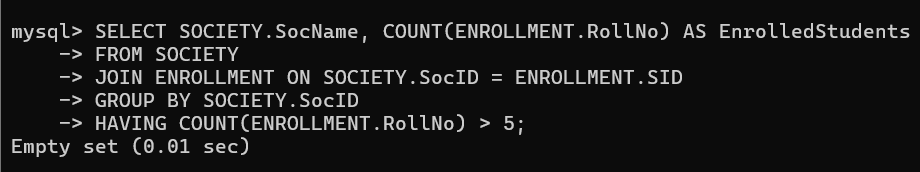 mysql> SELECT SOCIETY.SocName, COUNT(ENROLLMENT.RollNo) AS EnrolledStudents
    -> FROM SOCIETY
    -> JOIN ENROLLMENT ON SOCIETY.SocID = ENROLLMENT.SID
    -> GROUP BY SOCIETY.SocID
    -> HAVING COUNT(ENROLLMENT.RollNo) > 5;
Empty set (0.01 sec)